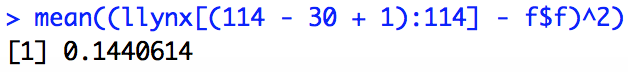 > mean((llynx[(114 - 30 + 1):114] - f$f)^2)
[1] 0.1440614